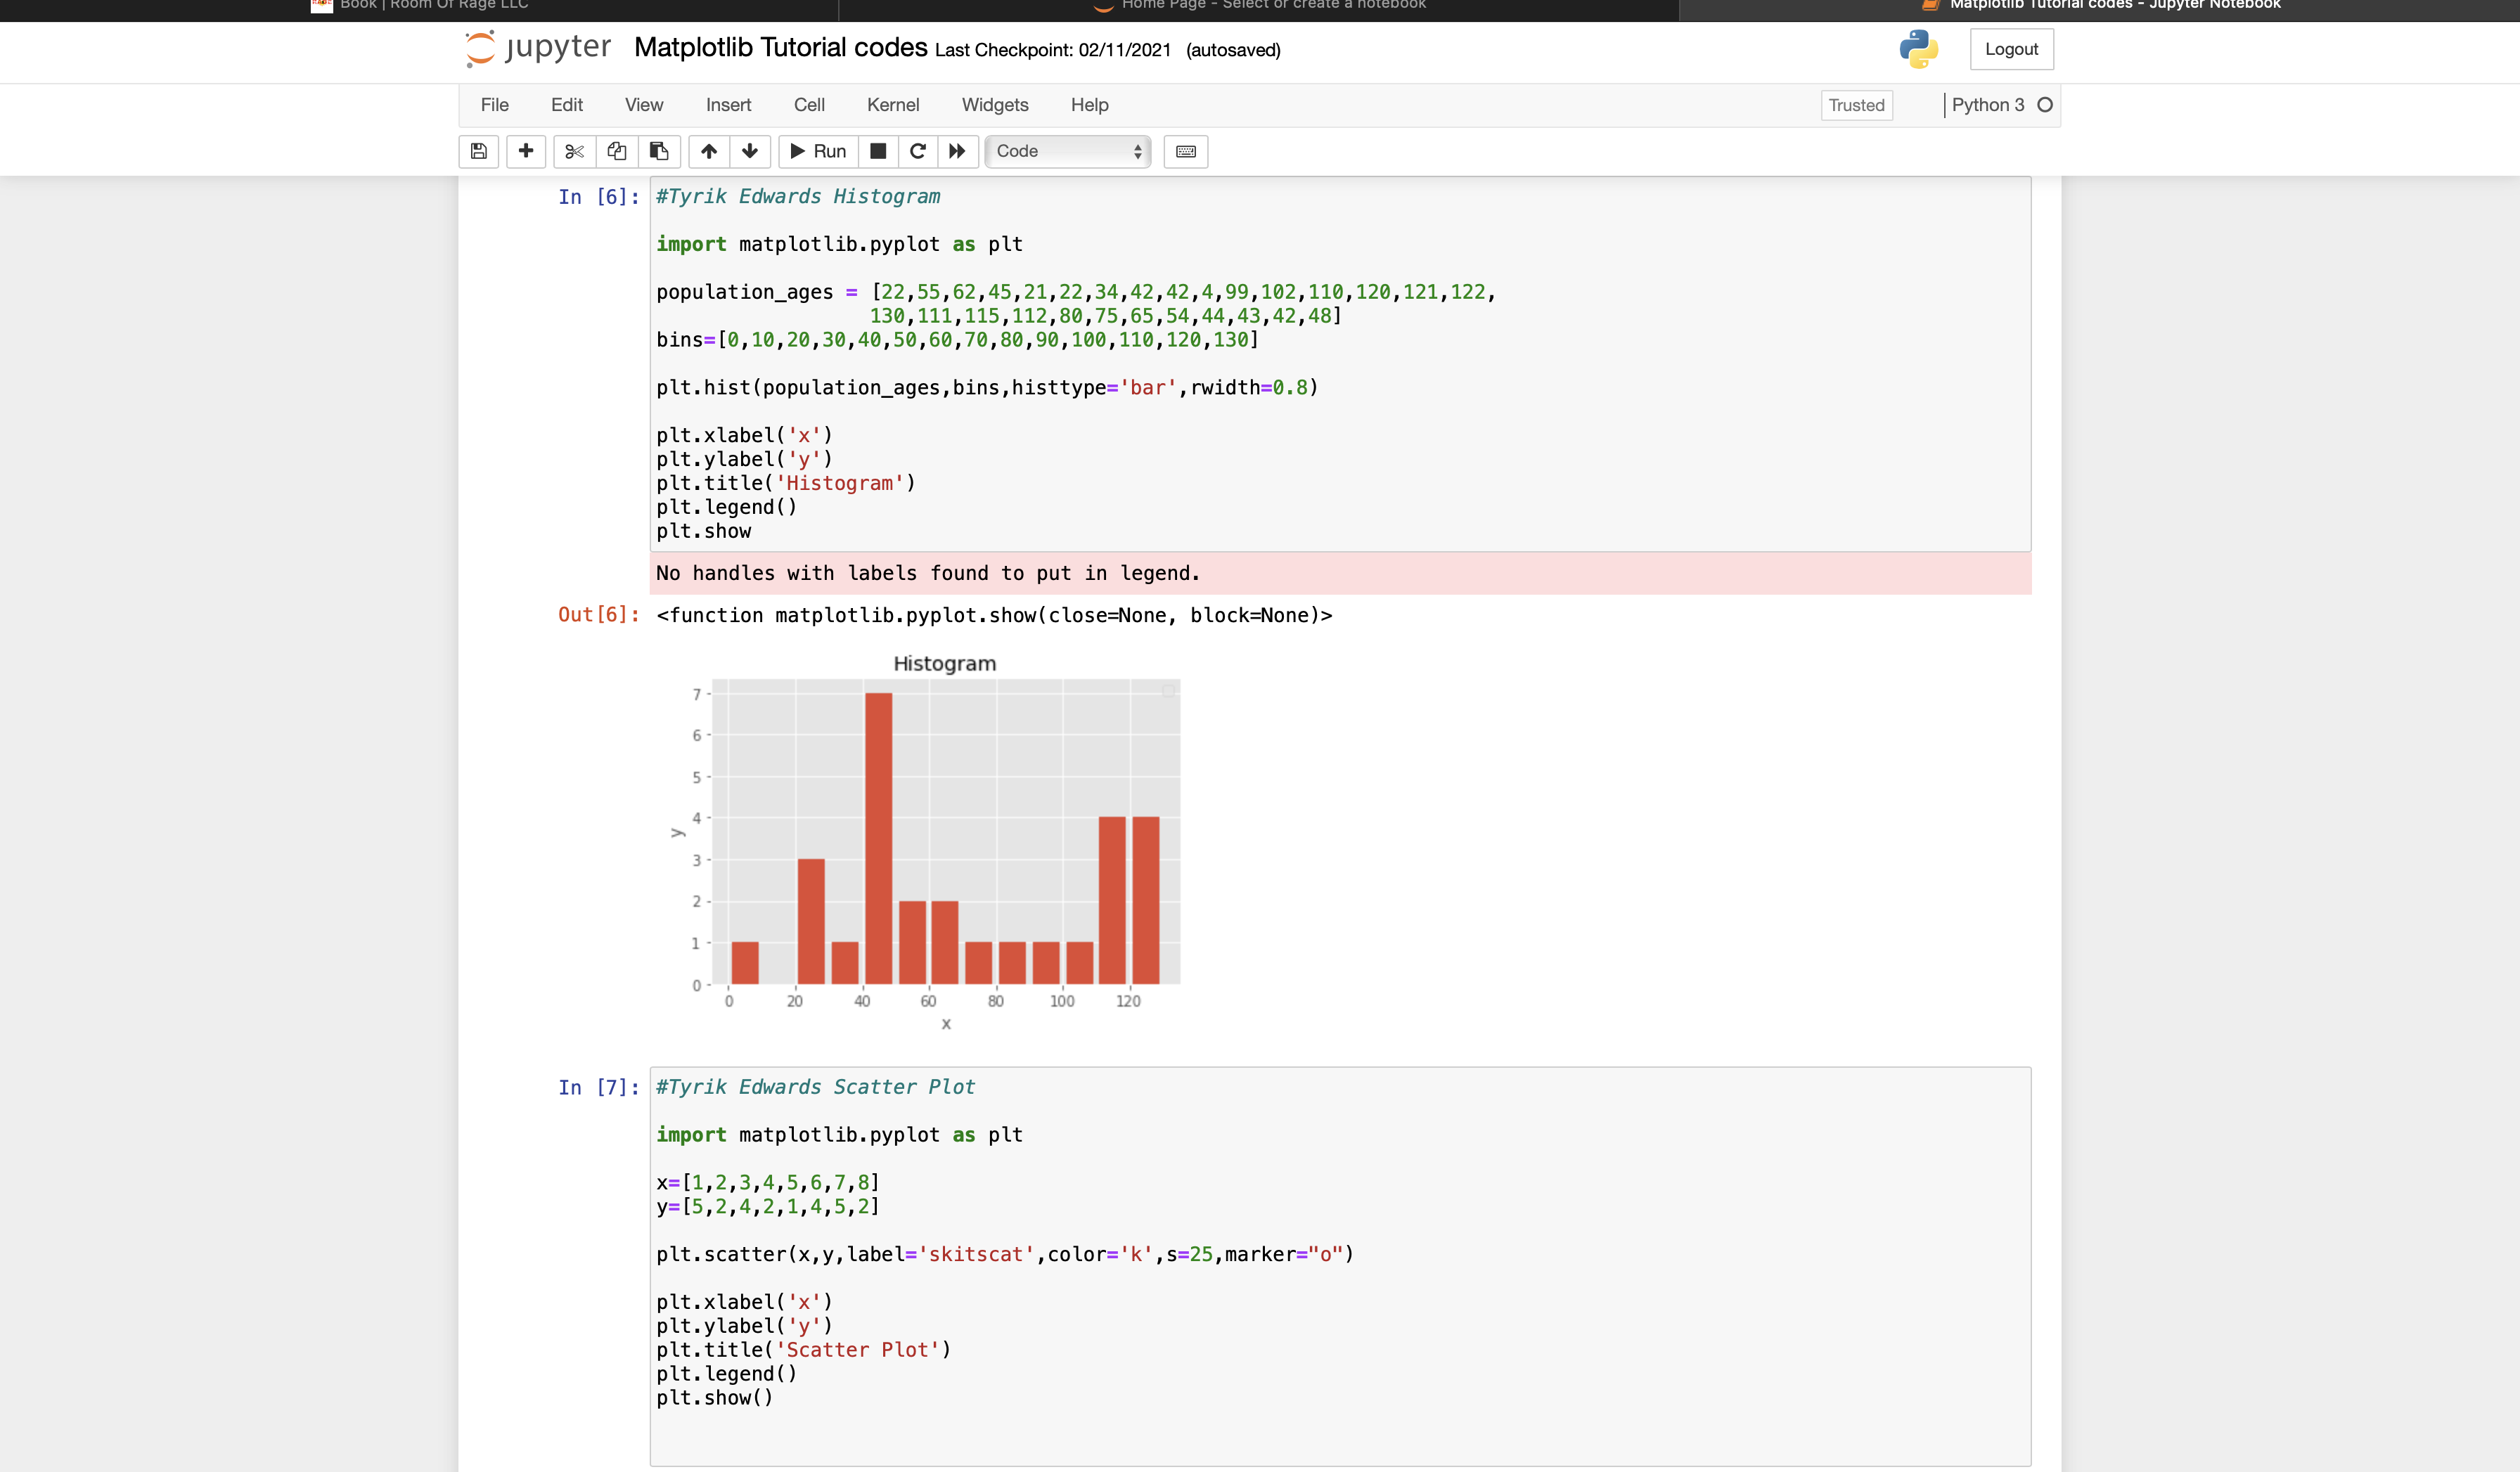 Book | Room Of Rage LLC
Home Page - Select or create a notebook
Matplotlib Tutorial codes - Jupyter Notebook
jupyter Matplotlib Tutorial codes Last Checkpoint: 02/11/2021 (autosaved)
Logout
File Edit View Insert Cell Kernel Widgets Help
Trusted
Python 3
Run
Code
In [6]:
#Tyrik Edwards Histogram
import matplotlib.pyplot as plt
population_ages = [22,55,62,45,21,22,34,42,42,4,99,102,110,120,121,122,
130,111,115,112,80,75,65,54,44,43,42,48]
bins=[0,10,20,30,40,50,60,70,80,90,100,110,120,130]
plt.hist(population_ages,bins,histtype='bar',rwidth=0.8)
plt.xlabel('x')
plt.ylabel('y')
plt.title('Histogram')
plt.legend()
plt.show
No handles with labels found to put in legend.
Out[6]: <function matplotlib.pyplot.show(close=None, block=None)>
Histogram
7
6
5
4
3
2
1
0
y
0 20 40 60 80 100 120
x
In [7]:
#Tyrik Edwards Scatter Plot
import matplotlib.pyplot as plt
x=[1,2,3,4,5,6,7,8]
y=[5,2,4,2,1,4,5,2]
plt.scatter(x,y,label='skitscat',color='k',s=25,marker="o")
plt.xlabel('x')
plt.ylabel('y')
plt.title('Scatter Plot')
plt.legend()
plt.show()